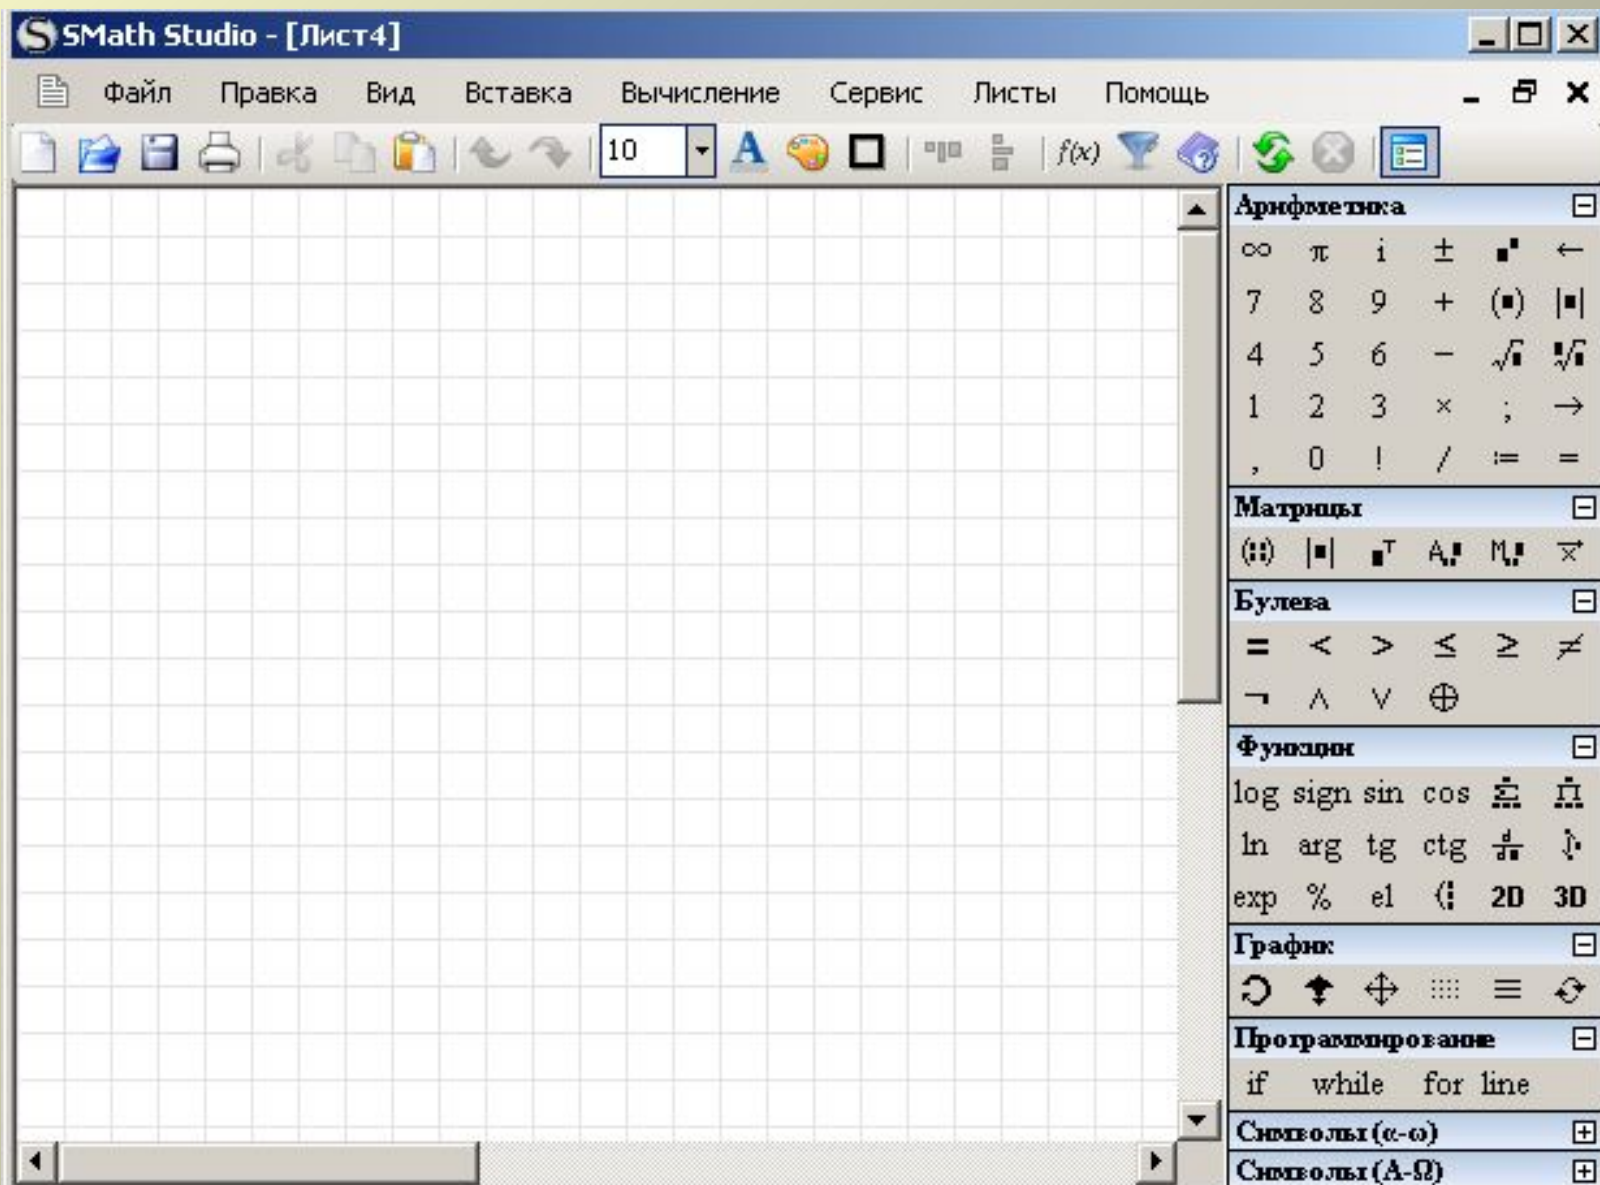 SMath Studio - [Лист4]
Файл Правка Вид Вставка Вычисление Сервис Листы Помощь
10 A f(x)
Арифметика
∞ π i ± ←
7 8 9 + (■) |■|
4 5 6 − √■ ■√■
1 2 3 × ; →
, 0 ! / := =
Матрицы
|■| ■ᵀ A M x
Булева
= < > ≤ ≥ ≠
¬ ∧ ∨ ⊕
Функции
log sign sin cos Σ Π
ln arg tg ctg d/d■ ∫
exp % el 2D 3D
График
Программирование
if while for line
Символы (α-ω)
Символы (Α-Ω)